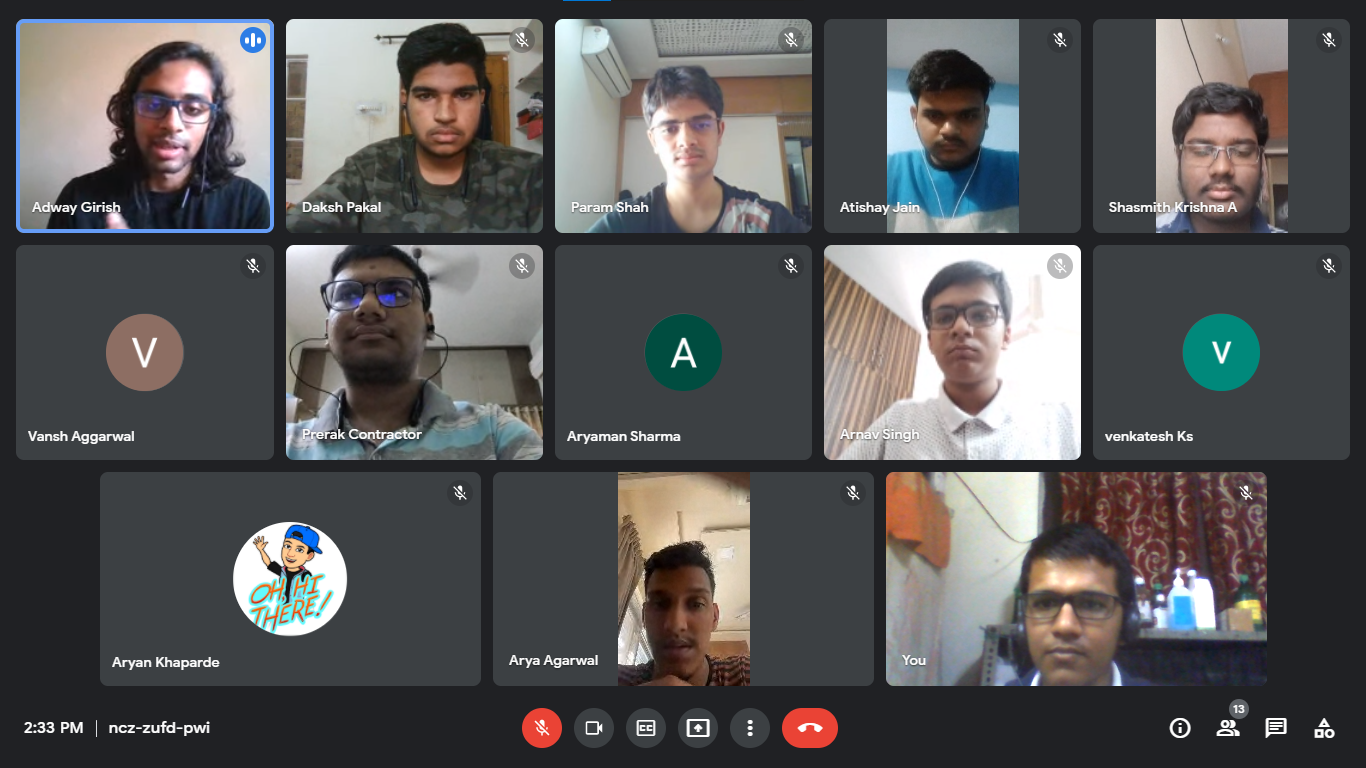 Adway Girish
Daksh Pakal
Param Shah
Atishay Jain
Shasmith Krishna A
V
Vansh Aggarwal
Prerak Contractor
A
Aryaman Sharma
Arnav Singh
V
venkatesh Ks
OH, HI
THERE!
Aryan Khaparde
Arya Agarwal
You
2:33 PM | ncz-zufd-pwi
CC
13